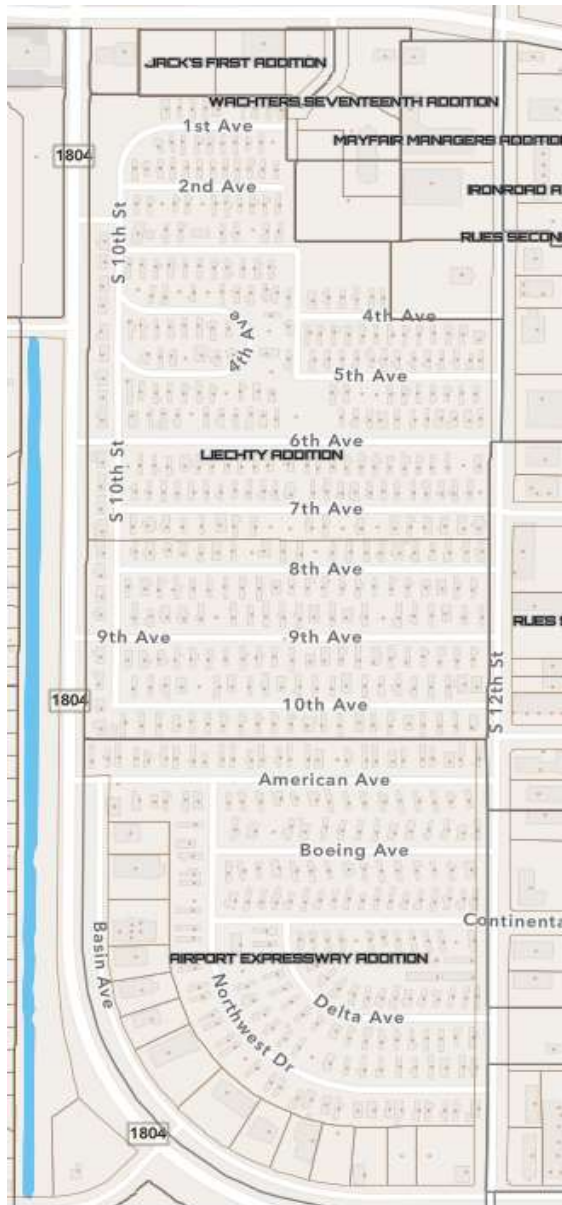 JACK'S FIRST ADDITION
WACHTERS SEVENTEENTH ADDITION
1st Ave
MAYFAIR MANAGERS ADDITION
1804
2nd Ave
IRONROAD A
S 10th St
RUES SECON
4th Ave
4th Ave
5th Ave
6th Ave
LIECHTY ADDITION
S 10th St
7th Ave
8th Ave
RUES S
9th Ave
9th Ave
S 12th St
1804
10th Ave
American Ave
Boeing Ave
Continenta
Basin Ave
AIRPORT EXPRESSWAY ADDITION
Northwest Dr
Delta Ave
1804